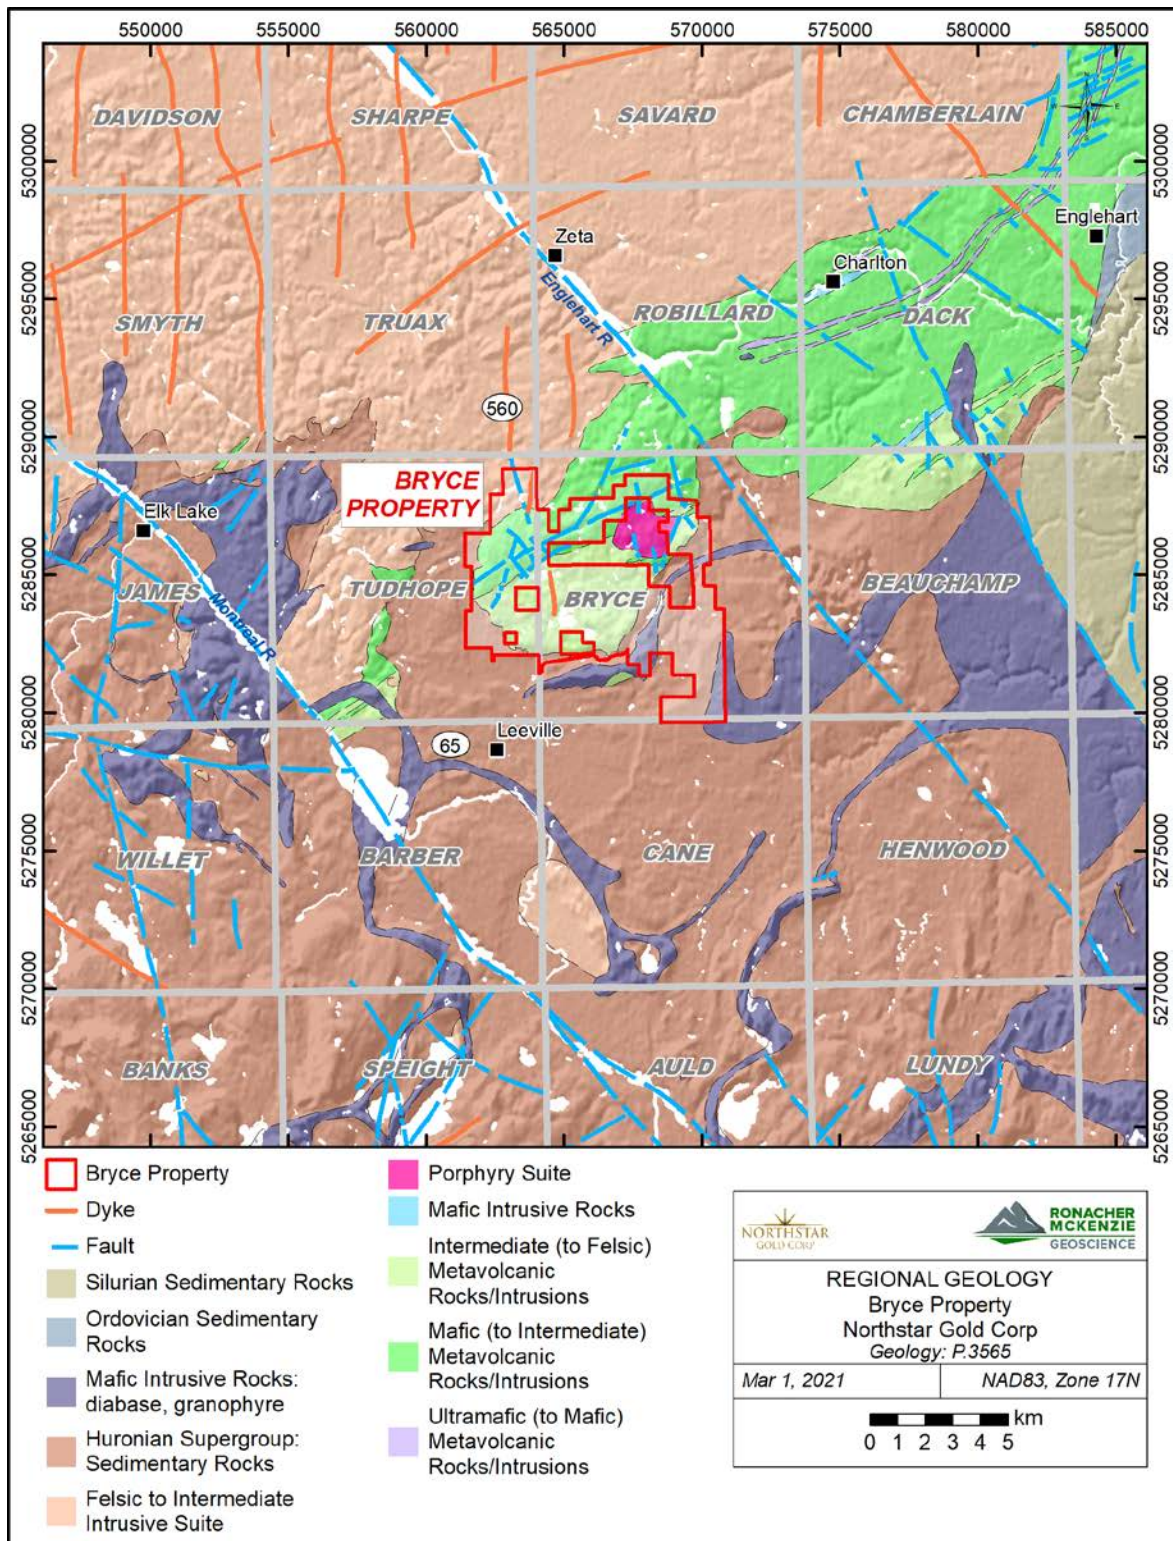 550000 555000 560000 565000 570000 575000 580000 585000
DAVIDSON
SHARPE
SAVARD
CHAMBERLAIN
N
W E
S
5300000
5300000
Englehart
Zeta
Charlton
5295000
5295000
Englehart R
SMYTH
TRUAX
ROBILLARD
DACK
560
5290000
5290000
BRYCE
PROPERTY
Elk Lake
5285000
5285000
JAMES
TUDHOPE
BRYCE
BEAUCHAMP
Montreal R
5280000
5280000
Leeville
65
5275000
5275000
WILLET
BARBER
CANE
HENWOOD
5270000
5270000
BANKS
SPEIGHT
AULD
LUNDY
5265000
5265000
Bryce Property
Dyke
Fault
Silurian Sedimentary Rocks
Ordovician Sedimentary
Rocks
Mafic Intrusive Rocks:
diabase, granophyre
Huronian Supergroup:
Sedimentary Rocks
Felsic to Intermediate
Intrusive Suite
Porphyry Suite
Mafic Intrusive Rocks
Intermediate (to Felsic)
Metavolcanic
Rocks/Intrusions
Mafic (to Intermediate)
Metavolcanic
Rocks/Intrusions
Ultramafic (to Mafic)
Metavolcanic
Rocks/Intrusions
NORTHSTAR
GOLD CORP
RONACHER
MCKENZIE
GEOSCIENCE
REGIONAL GEOLOGY
Bryce Property
Northstar Gold Corp
Geology: P.3565
Mar 1, 2021 NAD83, Zone 17N
km
0 1 2 3 4 5